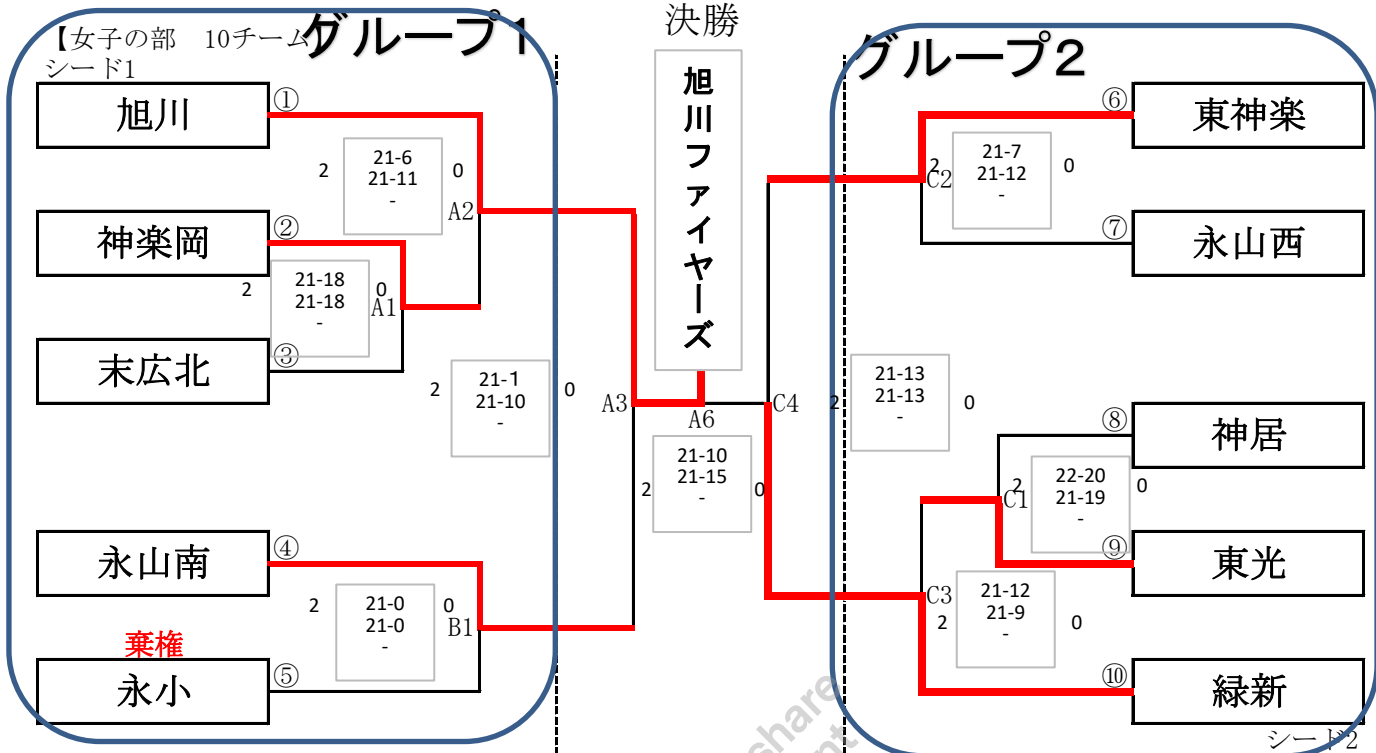 決勝
グループ1
グループ2
【女子の部 10チーム
シード1
旭川
①
21-6
21-11
-
2
0
A2
神楽岡
②
21-18
21-18
-
2
0
A1
末広北
③
21-1
21-10
-
2
0
A3
永山南
④
21-0
21-0
-
2
0
B1
棄権
永小
⑤
旭川ファイヤーズ
A6
21-10
21-15
-
2
0
C4
⑥
東神楽
21-7
21-12
-
2
0
C2
⑦
永山西
21-13
21-13
-
2
0
⑧
神居
22-20
21-19
-
2
0
C1
⑨
東光
21-12
21-9
-
2
0
C3
⑩
緑新
シード2
share